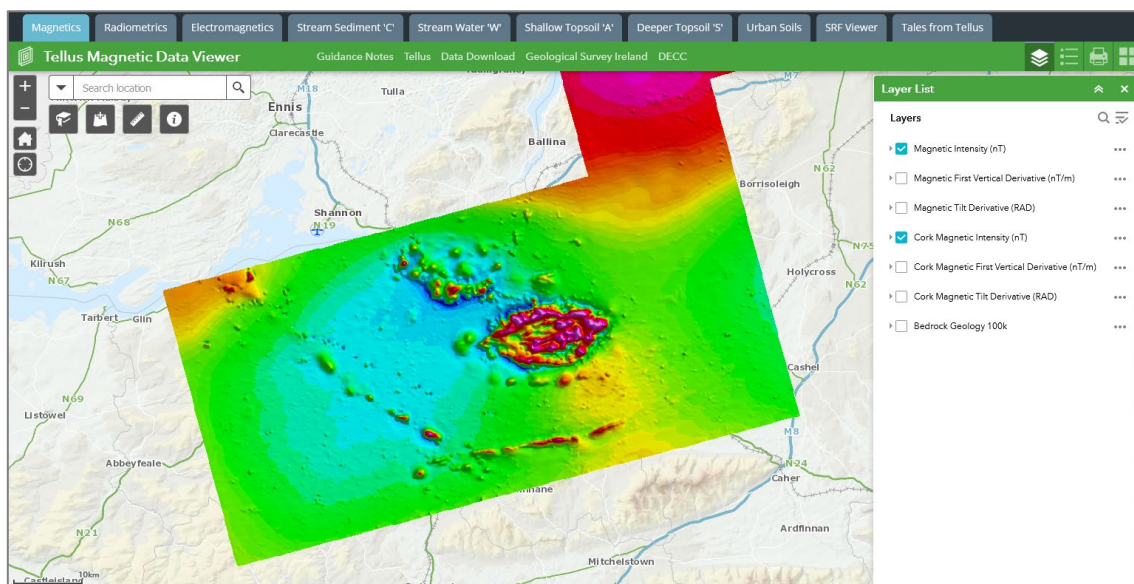 Magnetics Radiometrics Electromagnetics Stream Sediment 'C' Stream Water 'W' Shallow Topsoil 'A' Deeper Topsoil 'S' Urban Soils SRF Viewer Tales from Tellus
Tellus Magnetic Data Viewer Guidance Notes Tellus Data Download Geological Survey Ireland DECC
+
Search location
−
M18
Tulla
M7
Ennis
Clarecastle
Ballina
N62
Borrisoleigh
Shannon
N19
N68
N75
Kilrush
N67
Holycross
N62
Tarbert
Glin
Cashel
N69
Listowel
M8
Abbeyfeale
N24
Caher
Ardfinnan
N21
Mitchelstown
Castleisland
10km
Layer List
Layers
Magnetic Intensity (nT)
Magnetic First Vertical Derivative (nT/m)
Magnetic Tilt Derivative (RAD)
Cork Magnetic Intensity (nT)
Cork Magnetic First Vertical Derivative (nT/m)
Cork Magnetic Tilt Derivative (RAD)
Bedrock Geology 100k